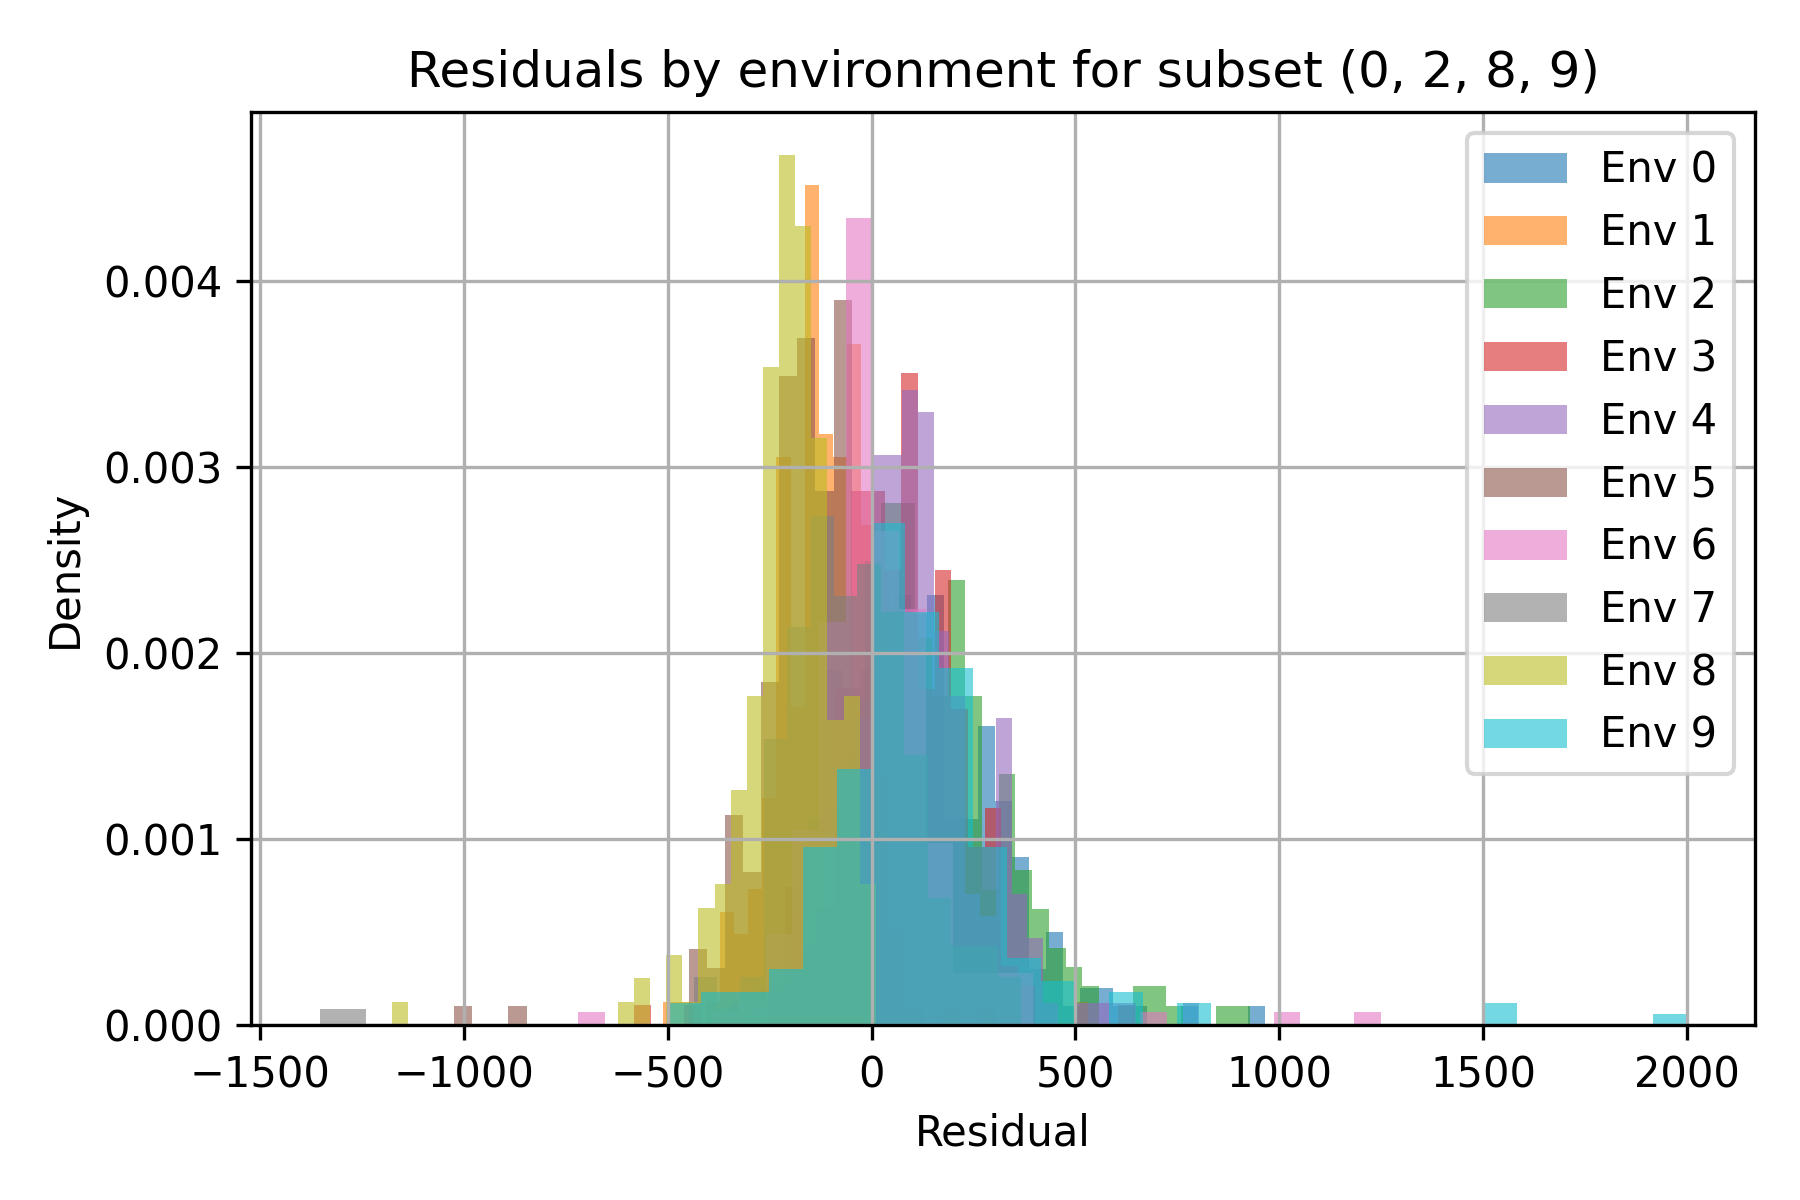 Residuals by environment for subset (0, 2, 8, 9)
Env 0
Env 1
Env 2
Env 3
Env 4
Env 5
Env 6
Env 7
Env 8
Env 9
Density
0.004
0.003
0.002
0.001
0.000
−1500 −1000 −500 0 500 1000 1500 2000
Residual